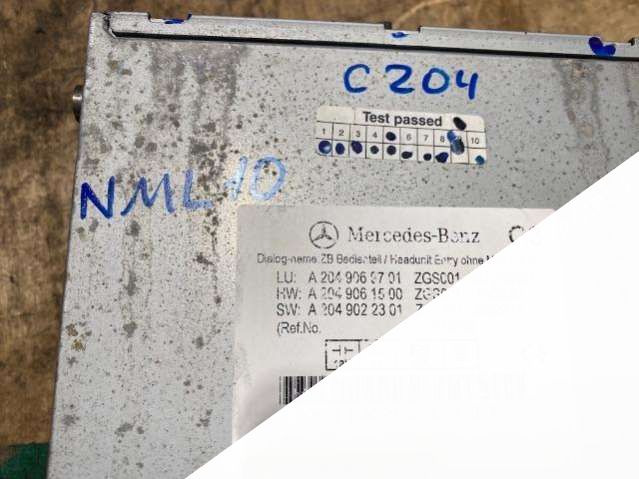 C204
Test passed
1 2 3 4 5 6 7 8 10
NML 10
Mercedes-Benz
Dialog-name ZB Bedienteil / Headunit Entry ohne
LU: A 204 906 97 01 ZGS001
HW: A 204 906 15 00
SW: A 204 902 23 01
(Ref.No.